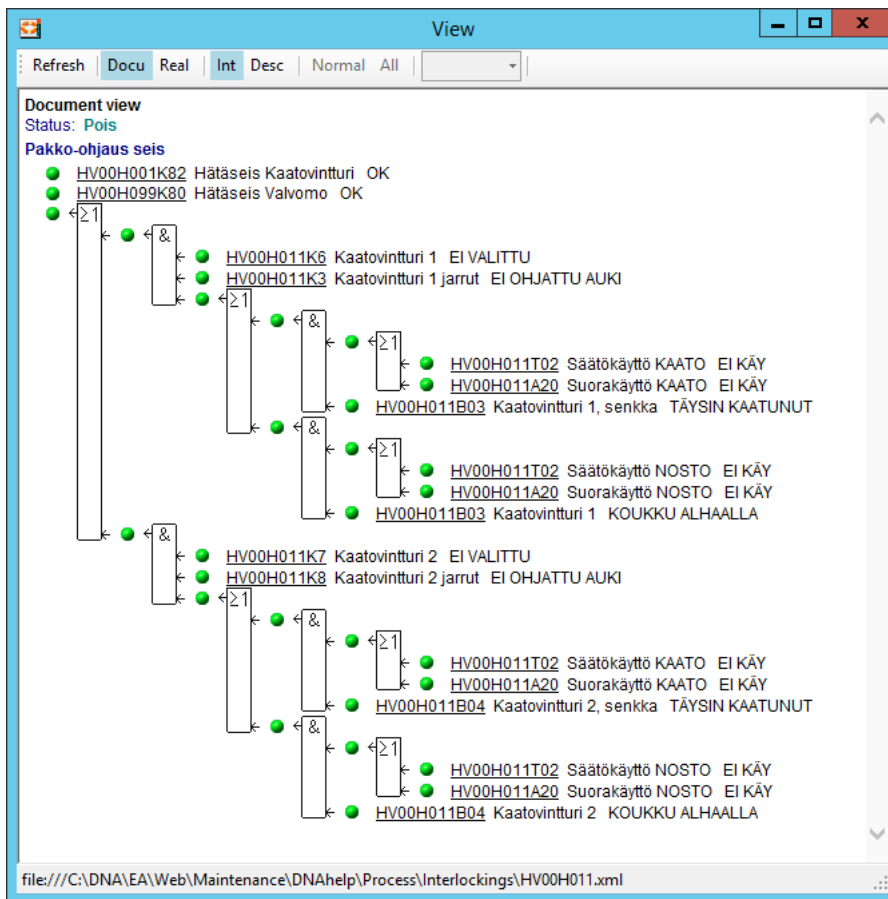 View
Refresh Docu Real Int Desc Normal All
Document view
Status: Pois
Pakko-ohjaus seis
HV00H001K82 Hätäseis Kaatovintturi OK
HV00H099K80 Hätäseis Valvomo OK
≥1
&
HV00H011K6 Kaatovintturi 1 EI VALITTU
HV00H011K3 Kaatovintturi 1 jarrut EI OHJATTU AUKI
≥1
&
≥1
HV00H011T02 Säätökäyttö KAATO EI KÄY
HV00H011A20 Suorakäyttö KAATO EI KÄY
HV00H011B03 Kaatovintturi 1, senkka TÄYSIN KAATUNUT
&
≥1
HV00H011T02 Säätökäyttö NOSTO EI KÄY
HV00H011A20 Suorakäyttö NOSTO EI KÄY
HV00H011B03 Kaatovintturi 1 KOUKKU ALHAALLA
&
HV00H011K7 Kaatovintturi 2 EI VALITTU
HV00H011K8 Kaatovintturi 2 jarrut EI OHJATTU AUKI
≥1
&
≥1
HV00H011T02 Säätökäyttö KAATO EI KÄY
HV00H011A20 Suorakäyttö KAATO EI KÄY
HV00H011B04 Kaatovintturi 2, senkka TÄYSIN KAATUNUT
&
≥1
HV00H011T02 Säätökäyttö NOSTO EI KÄY
HV00H011A20 Suorakäyttö NOSTO EI KÄY
HV00H011B04 Kaatovintturi 2 KOUKKU ALHAALLA
file:///C:\DNA\EA\Web\Maintenance\DNAhelp\Process\Interlockings\HV00H011.xml